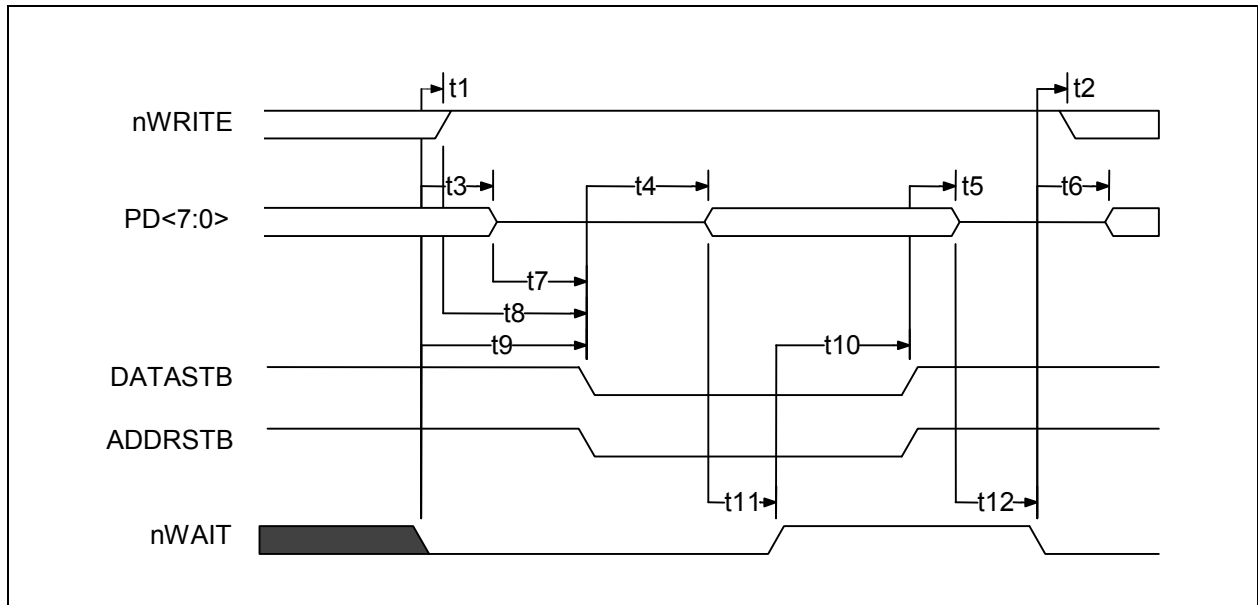 t1
t2
nWRITE
t3
t4
t5
t6
PD<7:0>
t7
t8
t9
t10
DATASTB
ADDRSTB
t11
t12
nWAIT